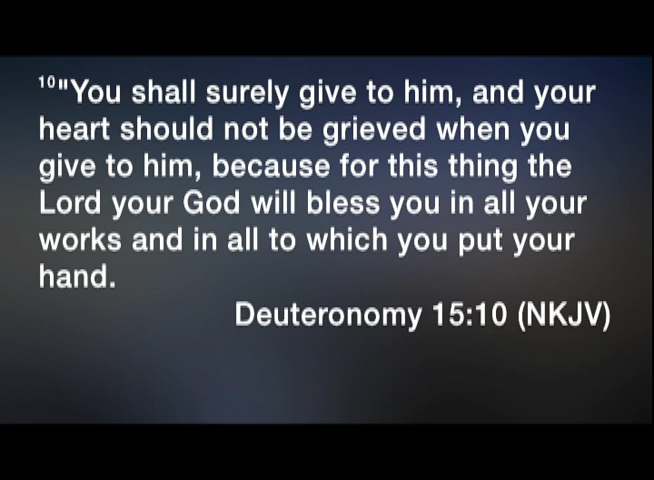 10"You shall surely give to him, and your
heart should not be grieved when you
give to him, because for this thing the
Lord your God will bless you in all your
works and in all to which you put your
hand.
Deuteronomy 15:10 (NKJV)